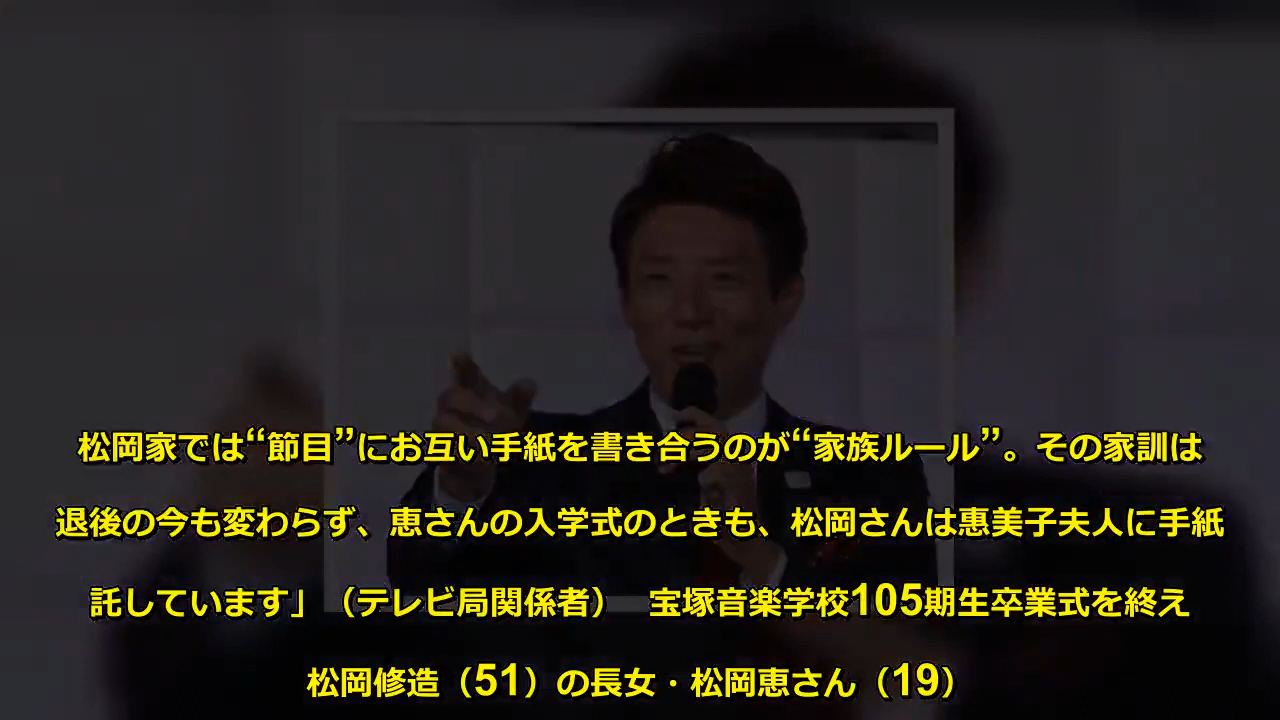 松岡家では“節目”にお互い手紙を書き合うのが“家族ルール”。その家訓は
退後の今も変わらず、恵さんの入学式のときも、松岡さんは惠美子夫人に手紙
託しています」（テレビ局関係者）　宝塚音楽学校105期生卒業式を終え
松岡修造（51）の長女・松岡恵さん（19）